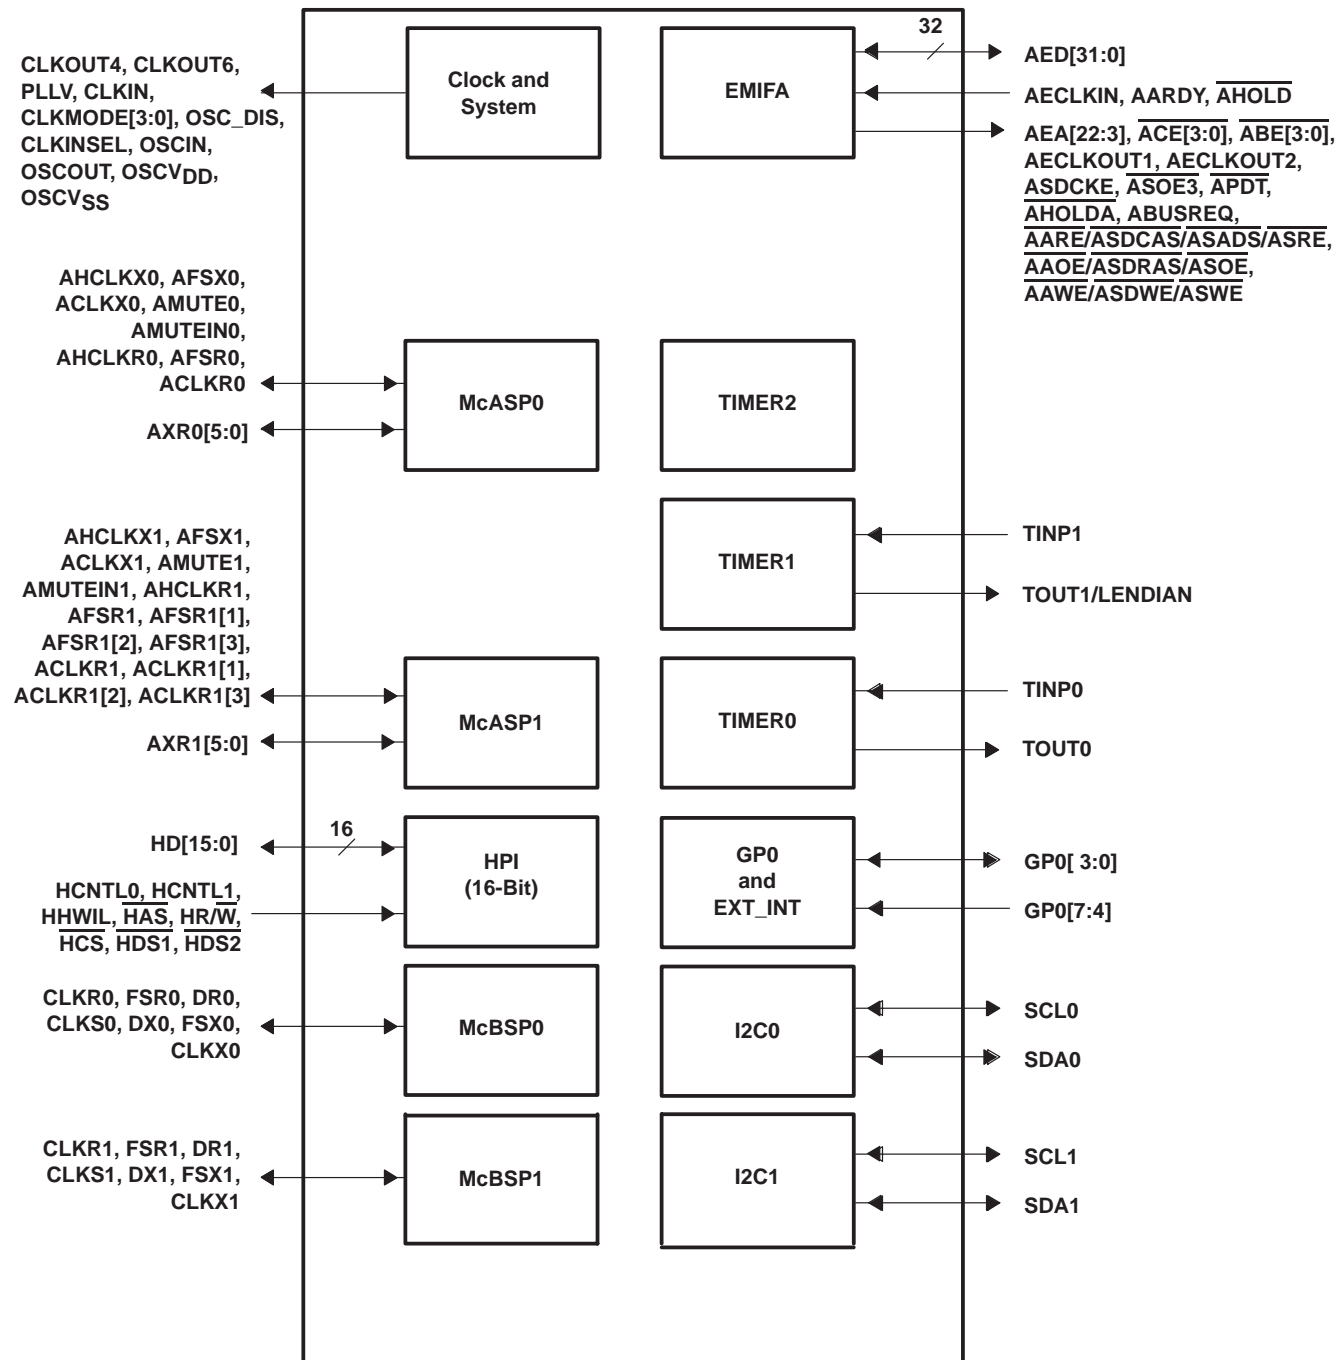 CLKOUT4, CLKOUT6,
PLLV, CLKIN,
CLKMODE[3:0], OSC_DIS,
CLKINSEL, OSCIN,
OSCOUT, OSCVDD,
OSCVSS
Clock and
System
EMIFA
32
AED[31:0]
AECLKIN, AARDY, AHOLD
AEA[22:3], ACE[3:0], ABE[3:0],
AECLKOUT1, AECLKOUT2,
ASDCKE, ASOE3, APDT,
AHOLDA, ABUSREQ,
AARE/ASDCAS/ASADS/ASRE,
AAOE/ASDRAS/ASOE,
AAWE/ASDWE/ASWE
AHCLKX0, AFSX0,
ACLKX0, AMUTE0,
AMUTEIN0,
AHCLKR0, AFSR0,
ACLKR0
AXR0[5:0]
McASP0
TIMER2
TIMER1
TINP1
TOUT1/LENDIAN
AHCLKX1, AFSX1,
ACLKX1, AMUTE1,
AMUTEIN1, AHCLKR1,
AFSR1, AFSR1[1],
AFSR1[2], AFSR1[3],
ACLKR1, ACLKR1[1],
ACLKR1[2], ACLKR1[3]
AXR1[5:0]
McASP1
TIMER0
TINP0
TOUT0
HD[15:0]
16
HCNTL0, HCNTL1,
HHWIL, HAS, HR/W,
HCS, HDS1, HDS2
HPI
(16-Bit)
GP0
and
EXT_INT
GP0[ 3:0]
GP0[7:4]
CLKR0, FSR0, DR0,
CLKS0, DX0, FSX0,
CLKX0
McBSP0
I2C0
SCL0
SDA0
CLKR1, FSR1, DR1,
CLKS1, DX1, FSX1,
CLKX1
McBSP1
I2C1
SCL1
SDA1